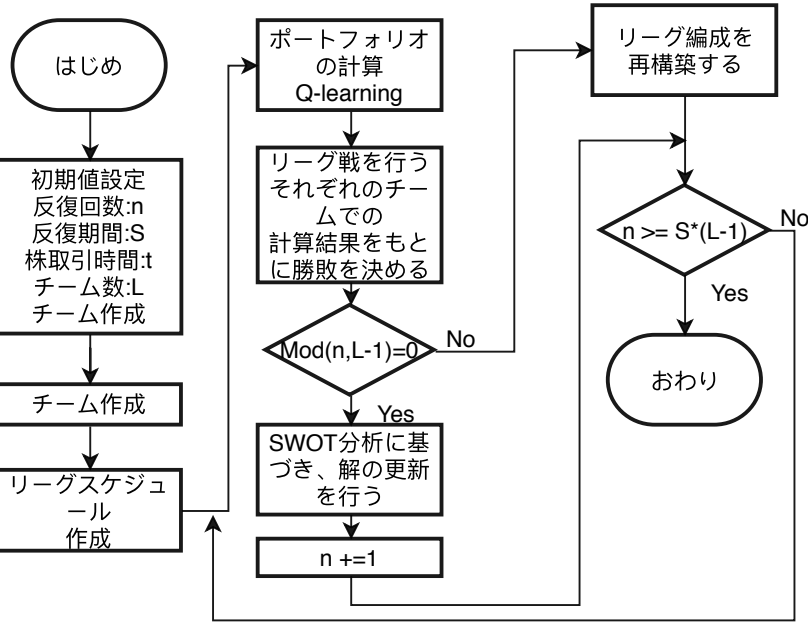 はじめ
初期値設定
反復回数:n
反復期間:S
株取引時間:t
チーム数:L
チーム作成
チーム作成
リーグスケジュ
ール
作成
ポートフォリオ
の計算
Q-learning
リーグ戦を行う
それぞれのチー
ムでの
計算結果をもと
に勝敗を決める
Mod(n,L-1)=0
No
Yes
SWOT分析に基
づき、解の更新
を行う
n +=1
リーグ編成を
再構築する
n >= S*(L-1)
No
Yes
おわり